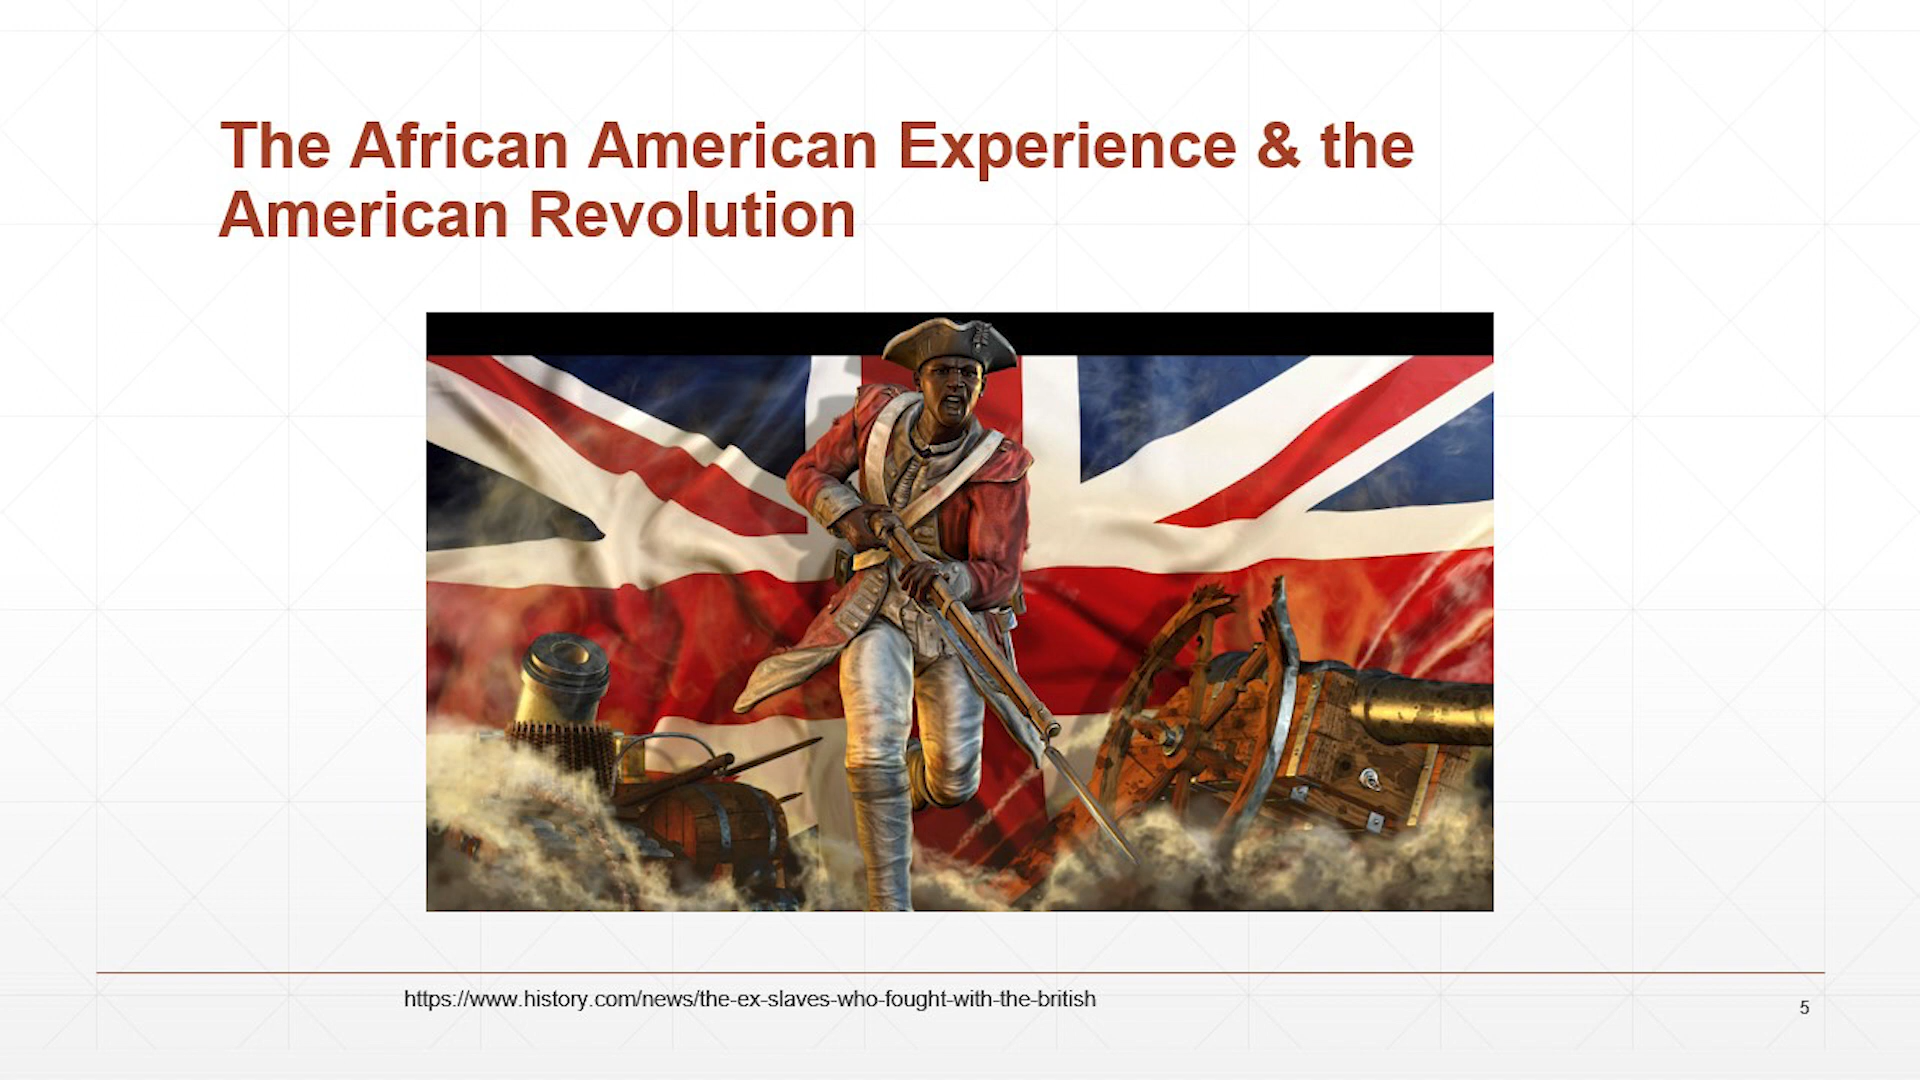 The African American Experience & the
American Revolution
https://www.history.com/news/the-ex-slaves-who-fought-with-the-british
5